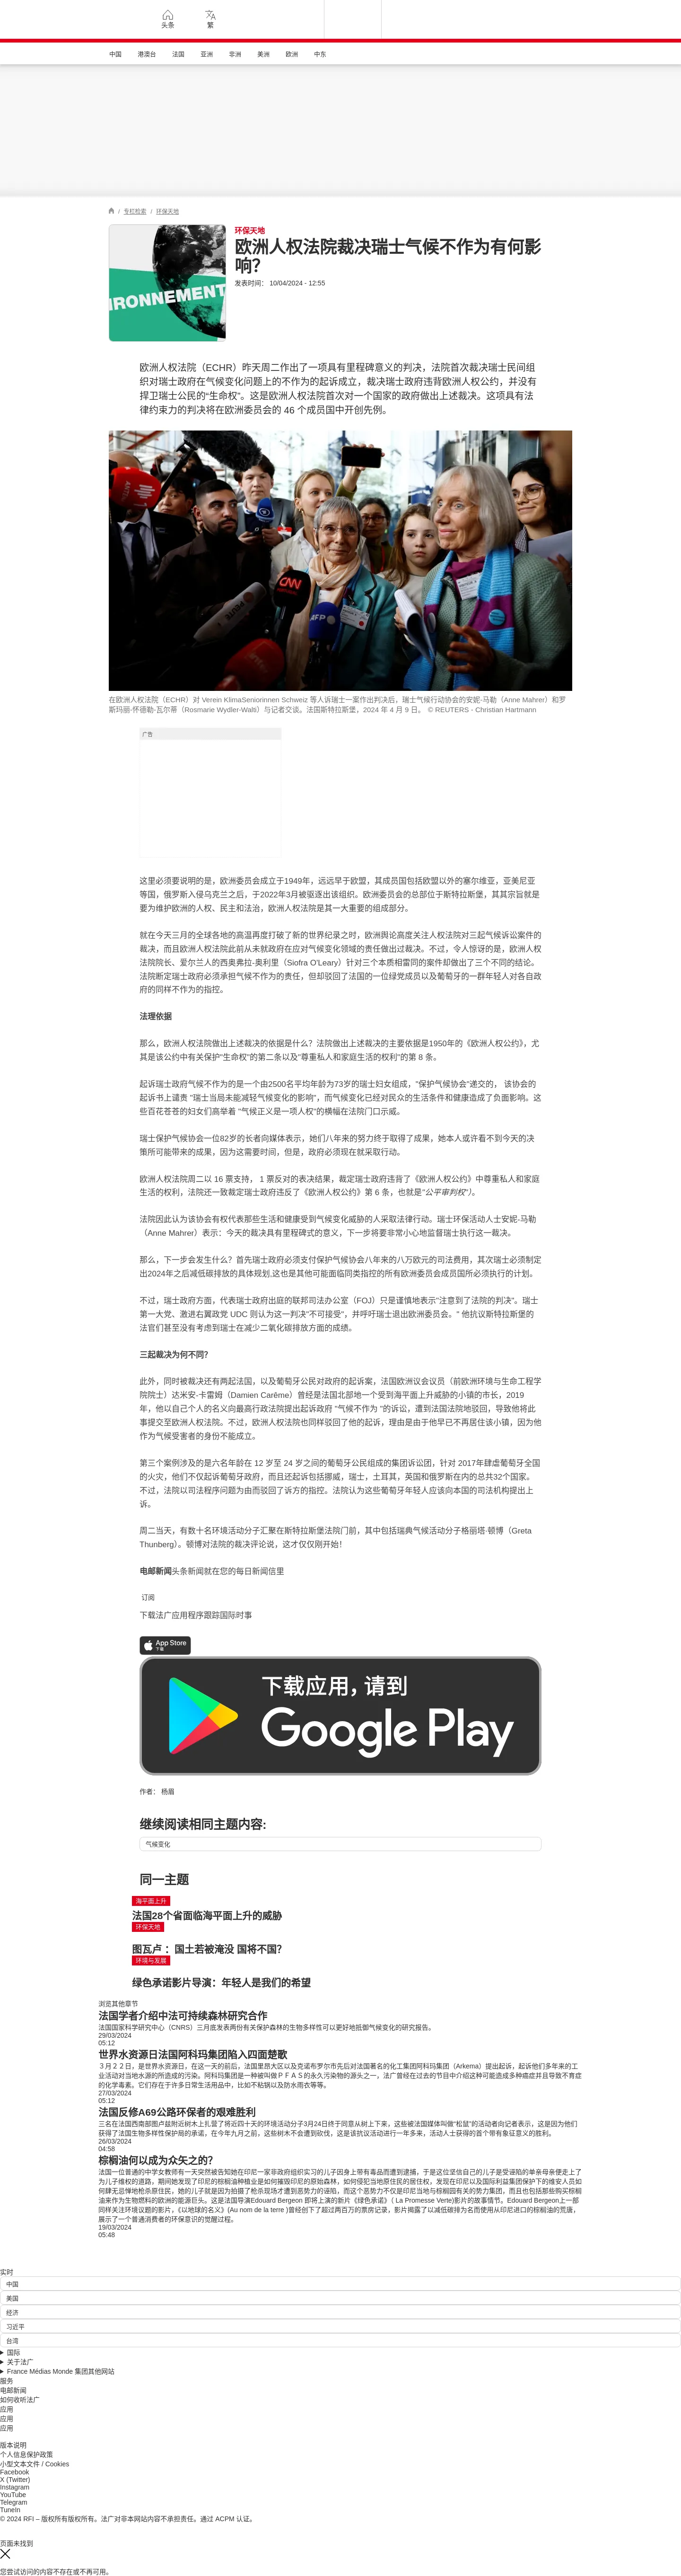 头条
繁
中国 港澳台 法国 亚洲 非洲 美洲 欧洲 中东
/ 专栏检索 / 环保天地
IRONNEMENT
环保天地
欧洲人权法院裁决瑞士气候不作为有何影
响?
发表时间： 10/04/2024 - 12:55
欧洲人权法院（ECHR）昨天周二作出了一项具有里程碑意义的判决，法院首次裁决瑞士民间组
织对瑞士政府在气候变化问题上的不作为的起诉成立，裁决瑞士政府违背欧洲人权公约，并没有
捍卫瑞士公民的“生命权”。这是欧洲人权法院首次对一个国家的政府做出上述裁决。这项具有法
律约束力的判决将在欧洲委员会的 46 个成员国中开创先例。
CNN
AFP
在欧洲人权法院（ECHR）对 Verein KlimaSeniorinnen Schweiz 等人诉瑞士一案作出判决后，瑞士气候行动协会的安妮-马勒（Anne Mahrer）和罗
斯玛丽-怀德勒-瓦尔蒂（Rosmarie Wydler-Walti）与记者交谈。法国斯特拉斯堡，2024 年 4 月 9 日。 © REUTERS - Christian Hartmann
广告
这里必须要说明的是，欧洲委员会成立于1949年，远远早于欧盟，其成员国包括欧盟以外的塞尔维亚，亚美尼亚
等国，俄罗斯入侵乌克兰之后，于2022年3月被驱逐出该组织。欧洲委员会的总部位于斯特拉斯堡，其其宗旨就是
要为维护欧洲的人权、民主和法治，欧洲人权法院是其一大重要的组成部分。
就在今天三月的全球各地的高温再度打破了新的世界纪录之时，欧洲舆论高度关注人权法院对三起气候诉讼案件的
裁决，而且欧洲人权法院此前从未就政府在应对气候变化领域的责任做出过裁决。不过，令人惊讶的是，欧洲人权
法院院长、爱尔兰人的西奥弗拉-奥利里（Siofra O'Leary）针对三个本质相雷同的案件却做出了三个不同的结论。
法院断定瑞士政府必须承担气候不作为的责任，但却驳回了法国的一位绿党成员以及葡萄牙的一群年轻人对各自政
府的同样不作为的指控。
法理依据
那么，欧洲人权法院做出上述裁决的依据是什么？法院做出上述裁决的主要依据是1950年的《欧洲人权公约》，尤
其是该公约中有关保护"生命权"的第二条以及"尊重私人和家庭生活的权利"的第 8 条。
起诉瑞士政府气候不作为的是一个由2500名平均年龄为73岁的瑞士妇女组成，"保护气候协会"递交的， 该协会的
起诉书上谴责 "瑞士当局未能减轻气候变化的影响"，而气候变化已经对民众的生活条件和健康造成了负面影响。这
些百花苍苍的妇女们高举着 "气候正义是一项人权"的横幅在法院门口示威。
瑞士保护气候协会一位82岁的长者向媒体表示，她们八年来的努力终于取得了成果，她本人或许看不到今天的决
策所可能带来的成果，因为这需要时间，但是，政府必须现在就采取行动。
欧洲人权法院周二以 16 票支持， 1 票反对的表决结果，裁定瑞士政府违背了《欧洲人权公约》中尊重私人和家庭
生活的权利，法院还一致裁定瑞士政府违反了《欧洲人权公约》第 6 条，也就是"公平审判权"）。
法院因此认为该协会有权代表那些生活和健康受到气候变化威胁的人采取法律行动。瑞士环保活动人士安妮-马勒
（Anne Mahrer）表示：今天的裁决具有里程碑式的意义，下一步将要非常小心地监督瑞士执行这一裁决。
那么，下一步会发生什么？首先瑞士政府必须支付保护气候协会八年来的八万欧元的司法费用，其次瑞士必须制定
出2024年之后减低碳排放的具体规划,这也是其他可能面临同类指控的所有欧洲委员会成员国所必须执行的计划。
不过，瑞士政府方面，代表瑞士政府出庭的联邦司法办公室（FOJ）只是谨慎地表示"注意到了法院的判决"。瑞士
第一大党、激进右翼政党 UDC 则认为这一判决"不可接受"，并呼吁瑞士退出欧洲委员会。" 他抗议斯特拉斯堡的
法官们甚至没有考虑到瑞士在减少二氧化碳排放方面的成绩。
三起裁决为何不同？
此外，同时被裁决还有两起法国，以及葡萄牙公民对政府的起诉案，法国欧洲议会议员（前欧洲环境与生命工程学
院院士）达米安-卡雷姆（Damien Carême）曾经是法国北部地一个受到海平面上升威胁的小镇的市长，2019
年，他以自己个人的名义向最高行政法院提出起诉政府 "气候不作为 "的诉讼，遭到法国法院地驳回，导致他将此
事提交至欧洲人权法院。不过，欧洲人权法院也同样驳回了他的起诉，理由是由于他早已不再居住该小镇，因为他
作为气候受害者的身份不能成立。
第三个案例涉及的是六名年龄在 12 岁至 24 岁之间的葡萄牙公民组成的集团诉讼团，针对 2017年肆虐葡萄牙全国
的火灾，他们不仅起诉葡萄牙政府，而且还起诉包括挪威，瑞士，土耳其，英国和俄罗斯在内的总共32个国家。
不过，法院以司法程序问题为由而驳回了诉方的指控。法院认为这些葡萄牙年轻人应该向本国的司法机构提出上
诉。
周二当天，有数十名环境活动分子汇聚在斯特拉斯堡法院门前，其中包括瑞典气候活动分子格丽塔·顿博（Greta
Thunberg）。顿博对法院的裁决评论说，这才仅仅刚开始！
电邮新闻头条新闻就在您的每日新闻信里
订阅
下载法广应用程序跟踪国际时事
App Store
下载
下载应用，请到
Google Play
作者： 杨眉
继续阅读相同主题内容:
气候变化
同一主题
海平面上升
法国28个省面临海平面上升的威胁
环保天地
图瓦卢 ：国土若被淹没 国将不国？
环境与发展
绿色承诺影片导演：年轻人是我们的希望
浏览其他章节
法国学者介绍中法可持续森林研究合作
法国国家科学研究中心（CNRS）三月底发表两份有关保护森林的生物多样性可以更好地抵御气候变化的研究报告。
29/03/2024
05:12
世界水资源日法国阿科玛集团陷入四面楚歌
３月２２日，是世界水资源日，在这一天的前后，法国里昂大区以及克诺布罗尔市先后对法国著名的化工集团阿科玛集团（Arkema）提出起诉，起诉他们多年来的工
业活动对当地水源的所造成的污染。阿科玛集团是一种被叫做ＰＦＡＳ的永久污染物的源头之一，法广曾经在过去的节目中介绍这种可能造成多种癌症并且导致不育症
的化学毒素。它们存在于许多日常生活用品中，比如不粘锅以及防水雨衣等等。
27/03/2024
05:12
法国反修A69公路环保者的艰难胜利
三名在法国西南部图卢兹附近树木上扎营了将近四十天的环境活动分子3月24日终于同意从树上下来，这些被法国媒体叫做"松鼠"的活动者向记者表示，这是因为他们
获得了法国生物多样性保护局的承诺，在今年九月之前，这些树木不会遭到砍伐，这是该抗议活动进行一年多来，活动人士获得的首个带有象征意义的胜利。
26/03/2024
04:58
棕榈油何以成为众矢之的？
法国一位普通的中学女教师有一天突然被告知她在印尼一家非政府组织实习的儿子因身上带有毒品而遭到逮捕，于是这位坚信自己的儿子是受诬陷的单亲母亲便走上了
为儿子维权的道路，期间她发现了印尼的棕榈油种植业是如何摧毁印尼的原始森林，如何侵犯当地原住民的居住权，发现在印尼以及国际利益集团保护下的维安人员如
何肆无忌惮地枪杀原住民，她的儿子就是因为拍摄了枪杀现场才遭到恶势力的诬陷，而这个恶势力不仅是印尼当地与棕榈园有关的势力集团，而且也包括那些购买棕榈
油来作为生物燃料的欧洲的能源巨头。这是法国导演Edouard Bergeon 即将上演的新片《绿色承诺》( La Promesse Verte)影片的故事情节。Edouard Bergeon上一部
同样关注环境议题的影片，《以地球的名义》(Au nom de la terre )曾经创下了超过两百万的票房记录，影片揭露了以减低碳排为名而使用从印尼进口的棕榈油的荒唐，
展示了一个普通消费者的环保意识的觉醒过程。
19/03/2024
05:48
实时
中国
美国
经济
习近平
台湾
国际
关于法广
France Médias Monde 集团其他网站
服务
电邮新闻
如何收听法广
应用
应用
应用
版本说明
个人信息保护政策
小型文本文件 / Cookies
Facebook
X (Twitter)
Instagram
YouTube
Telegram
TuneIn
© 2024 RFI – 版权所有版权所有。法广对非本网站内容不承担责任。通过 ACPM 认证。
页面未找到
您尝试访问的内容不存在或不再可用。